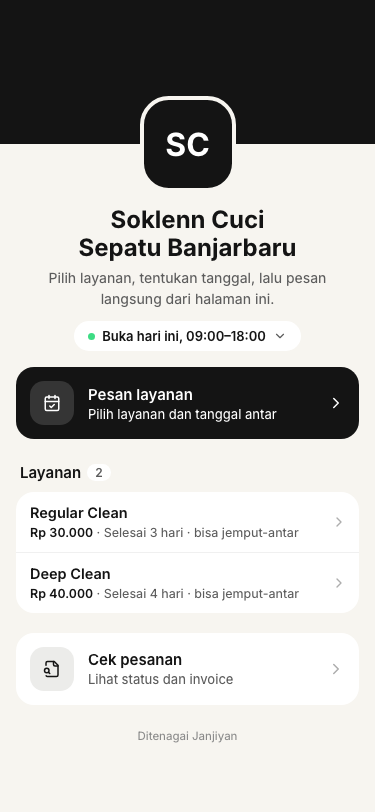 SC
Soklenn Cuci
Sepatu Banjarbaru
Pilih layanan, tentukan tanggal, lalu pesan
langsung dari halaman ini.
Buka hari ini, 09:00–18:00
Pesan layanan
Pilih layanan dan tanggal antar
Layanan 2
Regular Clean
Rp 30.000 · Selesai 3 hari · bisa jemput-antar
Deep Clean
Rp 40.000 · Selesai 4 hari · bisa jemput-antar
Cek pesanan
Lihat status dan invoice
Ditenagai Janjiyan